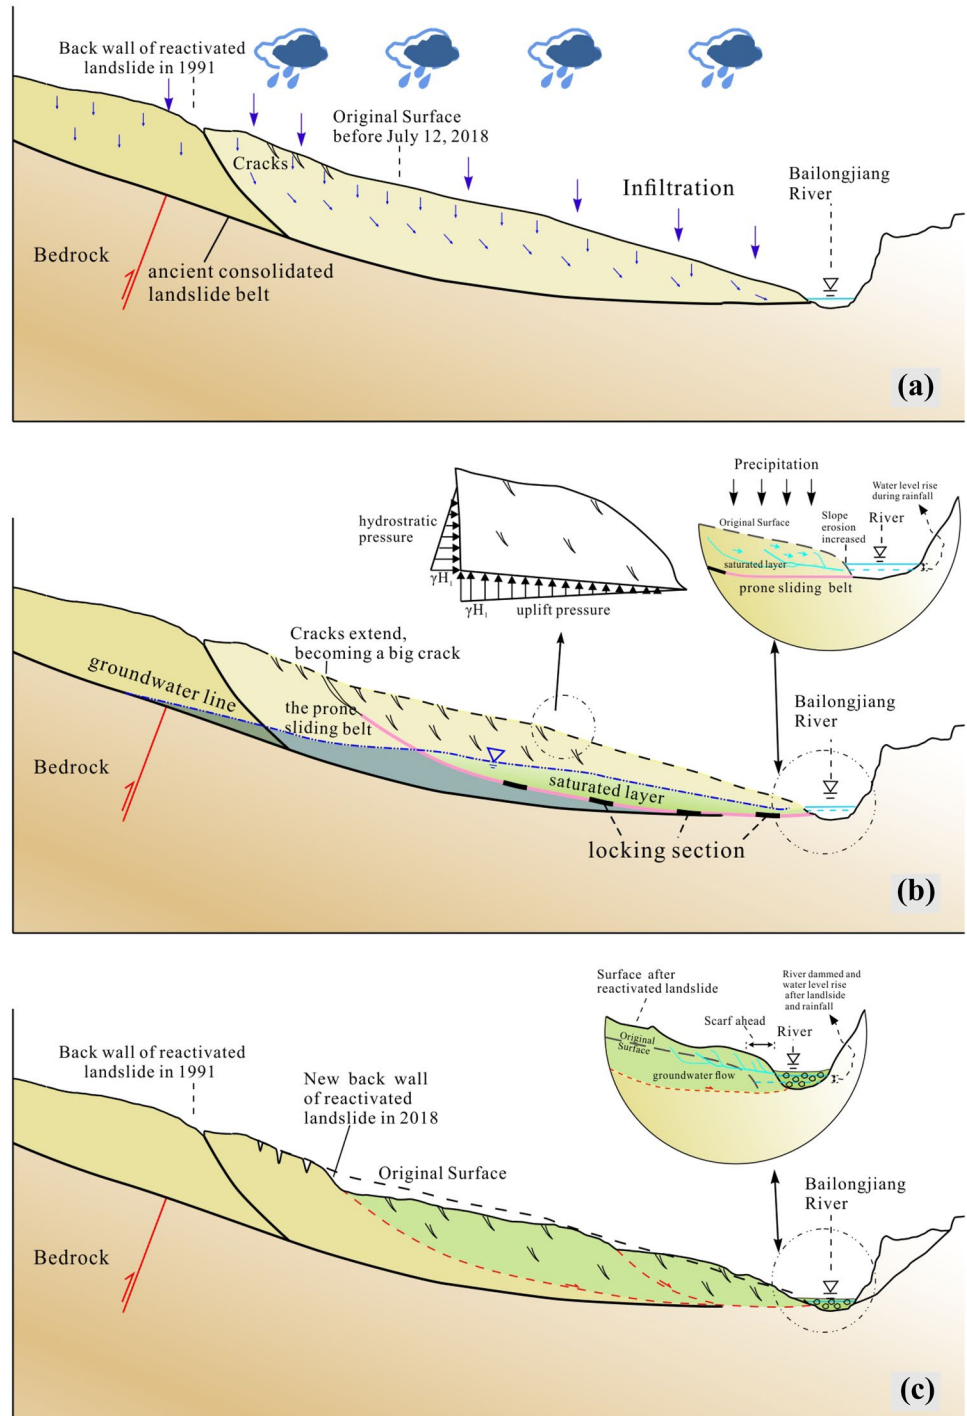 Back wall of reactivated
landslide in 1991
Original Surface
before July 12, 2018
Cracks
Infiltration
Bailongjiang
River
Bedrock
ancient consolidated
landslide belt
(a)
Precipitation
Water level rise
during rainfall
hydrostratic
pressure
Original Surface
Slope
erosion
increased
River
saturated layer
prone sliding belt
γH₁
γH₁
uplift pressure
Cracks extend,
becoming a big crack
groundwater line
the prone
sliding belt
Bailongjiang
River
Bedrock
saturated layer
locking section
(b)
Surface after
reactivated landslide
River dammed and
water level rise
after landlside
and rainfall
Scarf ahead
River
Original
Surface
groundwater flow
Back wall of reactivated
landslide in 1991
New back wall
of reactivated
landslide in 2018
Original Surface
Bailongjiang
River
Bedrock
(c)